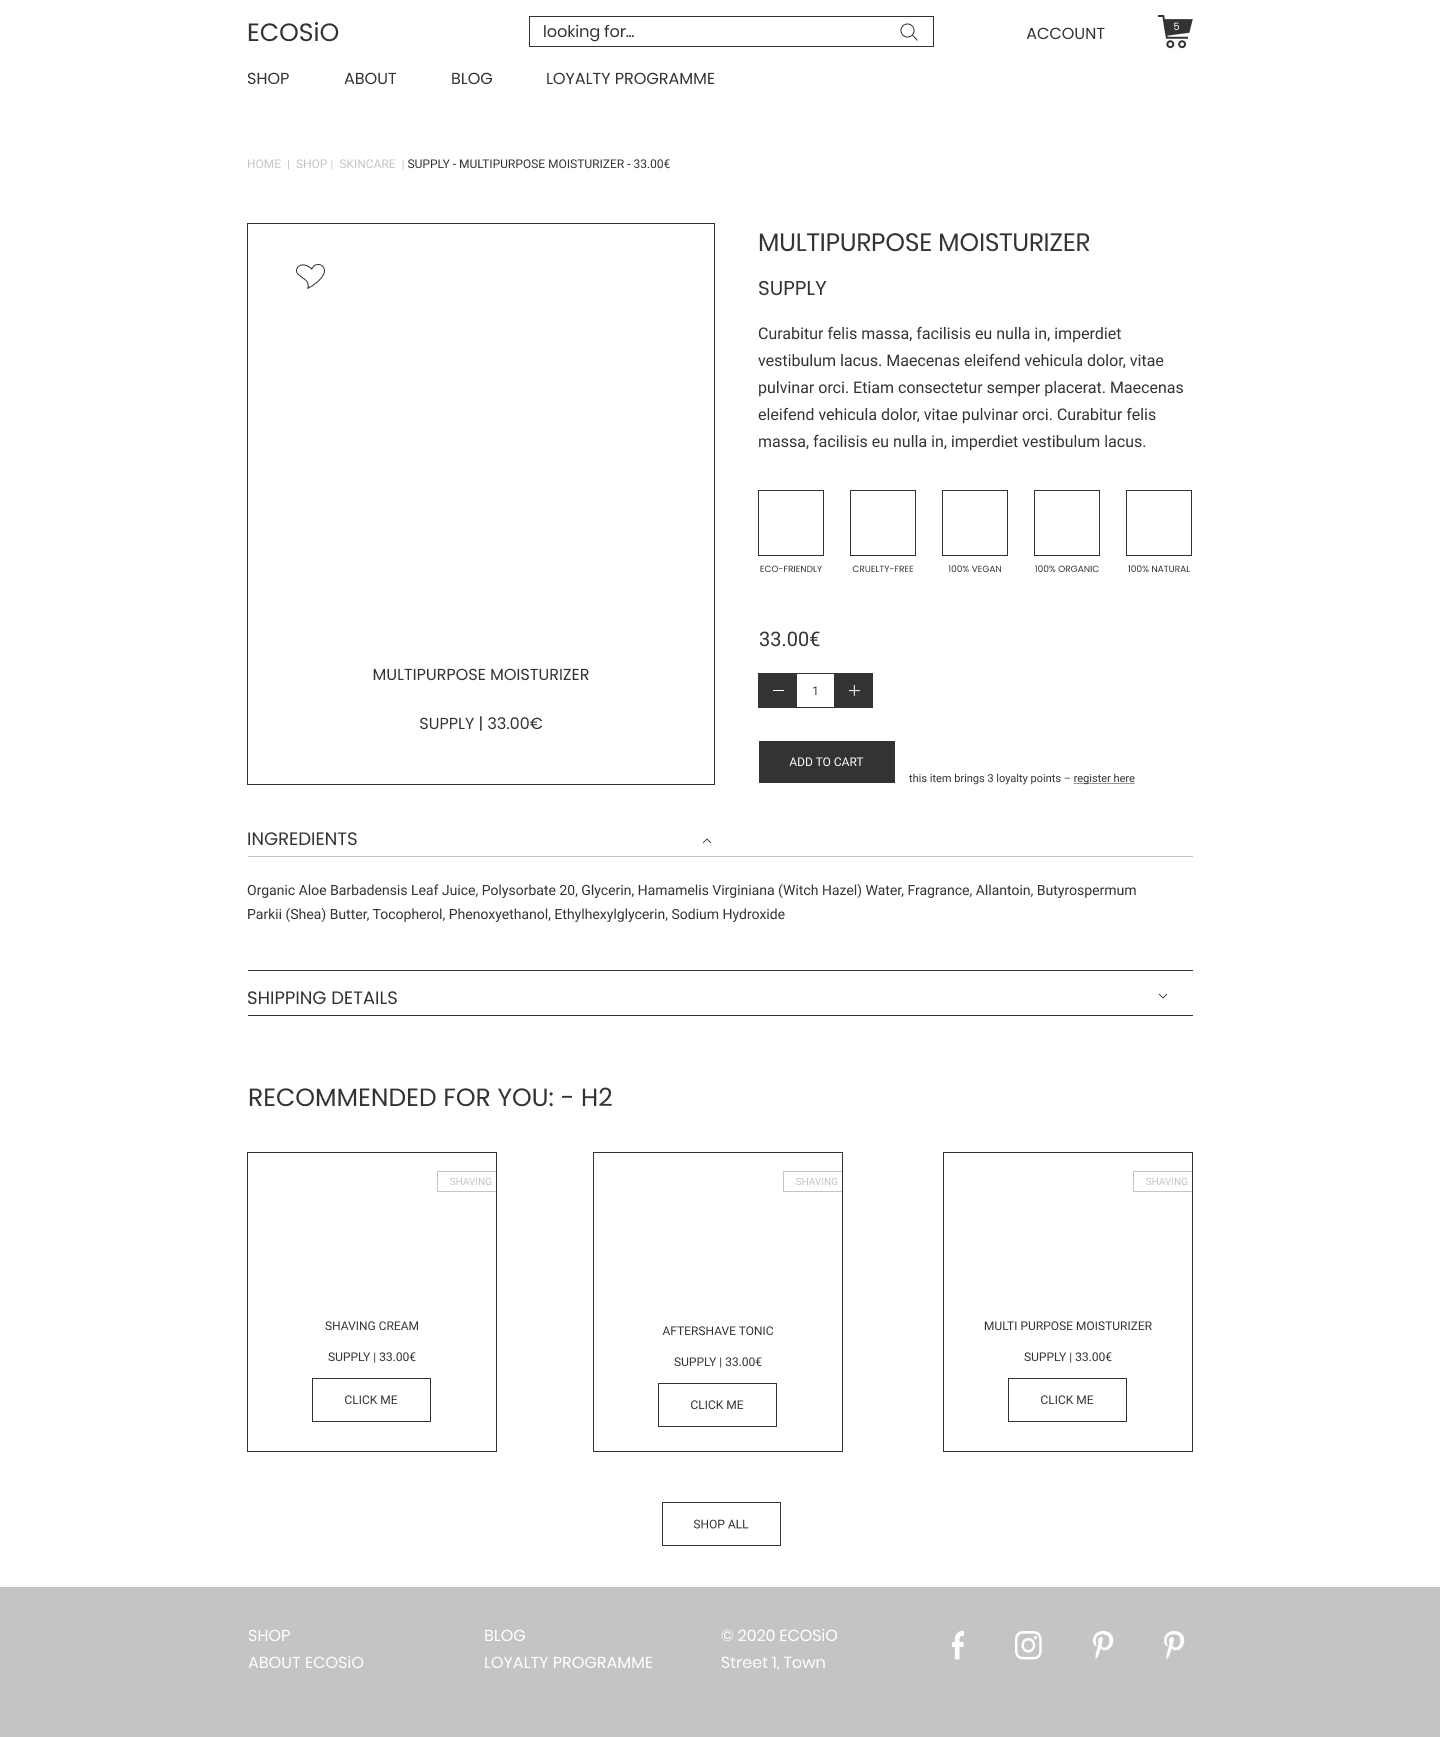 ECOSiO
looking for...
ACCOUNT
5
SHOP ABOUT BLOG LOYALTY PROGRAMME
HOME | SHOP | SKINCARE | SUPPLY - MULTIPURPOSE MOISTURIZER - 33.00€
MULTIPURPOSE MOISTURIZER
SUPPLY | 33.00€
MULTIPURPOSE MOISTURIZER
SUPPLY
Curabitur felis massa, facilisis eu nulla in, imperdiet
vestibulum lacus. Maecenas eleifend vehicula dolor, vitae
pulvinar orci. Etiam consectetur semper placerat. Maecenas
eleifend vehicula dolor, vitae pulvinar orci. Curabitur felis
massa, facilisis eu nulla in, imperdiet vestibulum lacus.
ECO-FRIENDLY CRUELTY-FREE 100% VEGAN 100% ORGANIC 100% NATURAL
33.00€
1
ADD TO CART
this item brings 3 loyalty points – register here
INGREDIENTS
Organic Aloe Barbadensis Leaf Juice, Polysorbate 20, Glycerin, Hamamelis Virginiana (Witch Hazel) Water, Fragrance, Allantoin, Butyrospermum
Parkii (Shea) Butter, Tocopherol, Phenoxyethanol, Ethylhexylglycerin, Sodium Hydroxide
SHIPPING DETAILS
RECOMMENDED FOR YOU: - H2
SHAVING
SHAVING CREAM
SUPPLY | 33.00€
CLICK ME
SHAVING
AFTERSHAVE TONIC
SUPPLY | 33.00€
CLICK ME
SHAVING
MULTI PURPOSE MOISTURIZER
SUPPLY | 33.00€
CLICK ME
SHOP ALL
SHOP
ABOUT ECOSiO
BLOG
LOYALTY PROGRAMME
© 2020 ECOSiO
Street 1, Town